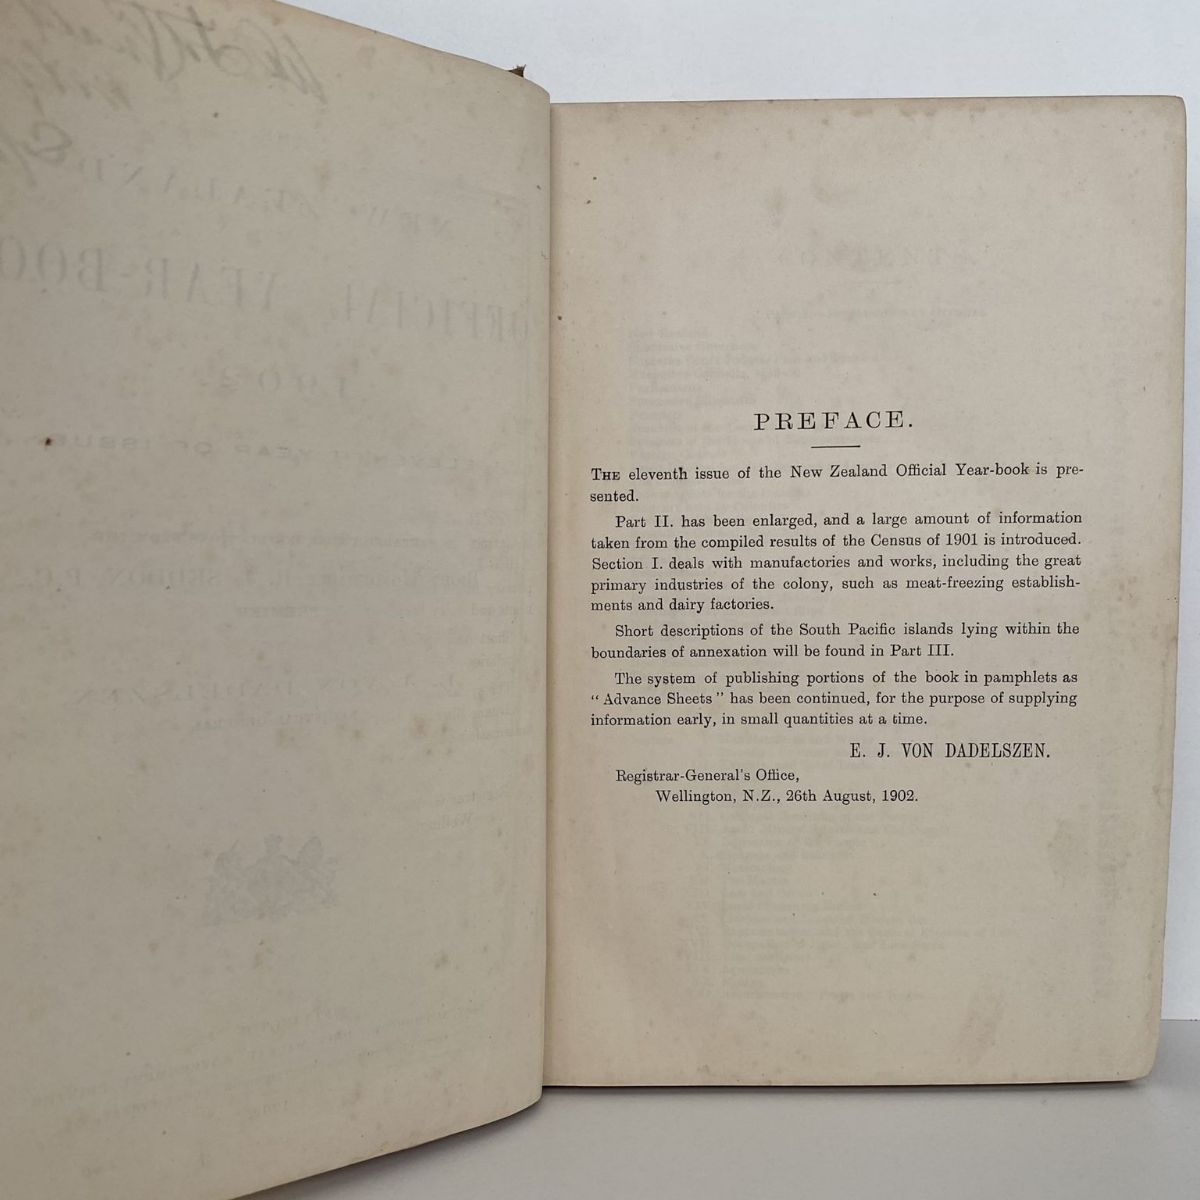 PREFACE.
THE eleventh issue of the New Zealand Official Year-book is pre-
sented.
Part II. has been enlarged, and a large amount of information
taken from the compiled results of the Census of 1901 is introduced.
Section I. deals with manufactories and works, including the great
primary industries of the colony, such as meat-freezing establish-
ments and dairy factories.
Short descriptions of the South Pacific islands lying within the
boundaries of annexation will be found in Part III.
The system of publishing portions of the book in pamphlets as
“Advance Sheets” has been continued, for the purpose of supplying
information early, in small quantities at a time.
E. J. VON DADELSZEN.
Registrar-General's Office,
Wellington, N.Z., 26th August, 1902.